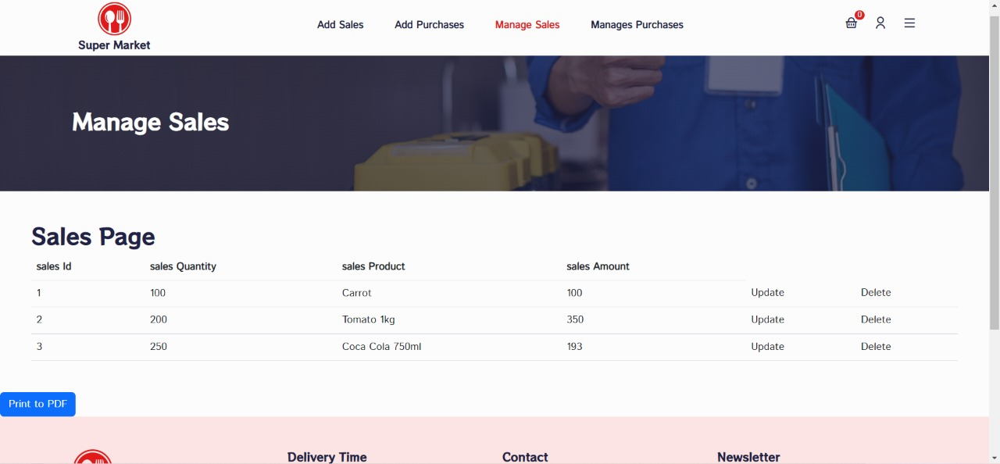 Super Market
Add Sales Add Purchases Manage Sales Manages Purchases 0
Manage Sales
Sales Page
sales Id sales Quantity sales Product sales Amount
1 100 Carrot 100 Update Delete
2 200 Tomato 1kg 350 Update Delete
3 250 Coca Cola 750ml 193 Update Delete
Print to PDF
Delivery Time Contact Newsletter